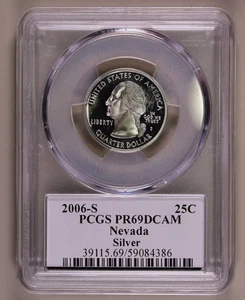 UNITED STATES OF AMERICA
LIBERTY
IN GOD WE TRUST
S
QUARTER DOLLAR
2006-S 25C
PCGS PR69DCAM
Nevada
Silver
39115.69/59084386